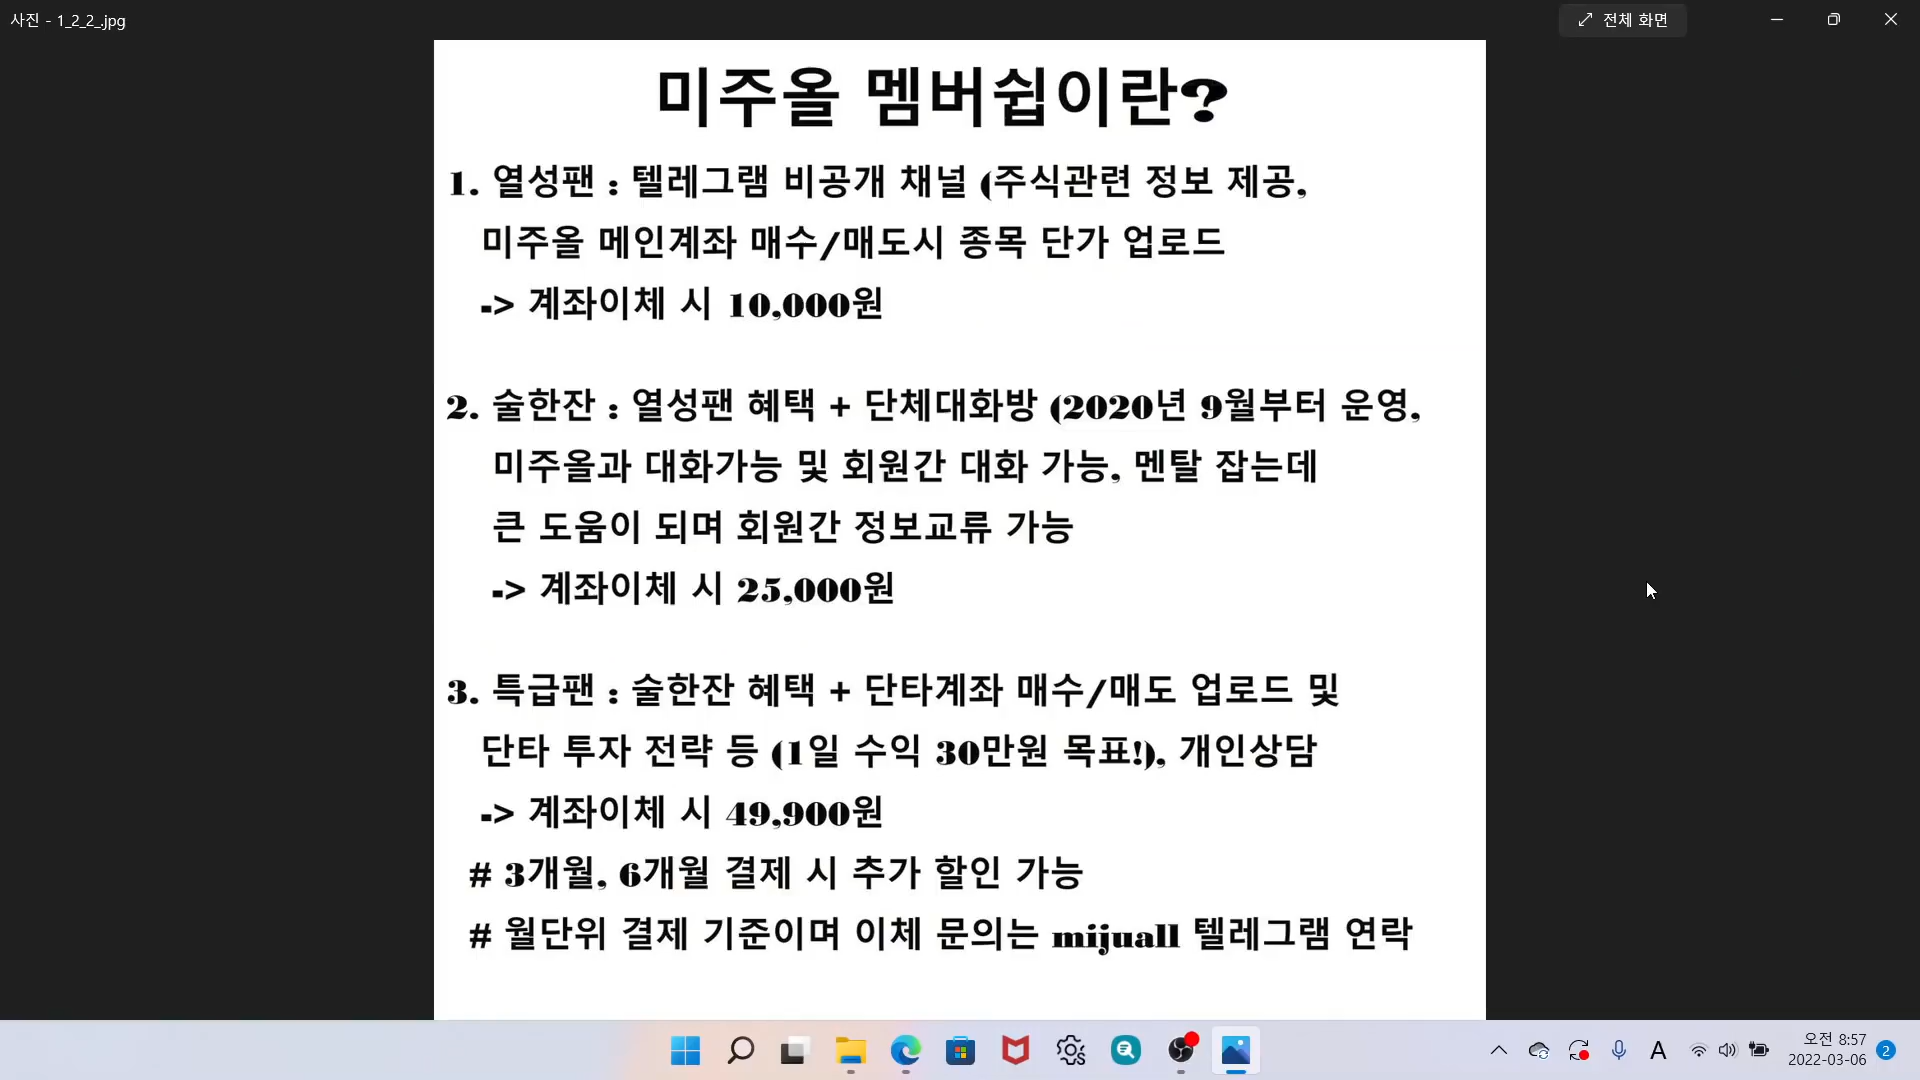 사진 - 1_2_2_.jpg
전체 화면
미주올 멤버쉽이란?
1. 열성팬 : 텔레그램 비공개 채널 (주식관련 정보 제공,
미주올 메인계좌 매수/매도시 종목 단가 업로드
-> 계좌이체 시 10,000원
2. 술한잔 : 열성팬 혜택 + 단체대화방 (2020년 9월부터 운영,
미주올과 대화가능 및 회원간 대화 가능, 멘탈 잡는데
큰 도움이 되며 회원간 정보교류 가능
-> 계좌이체 시 25,000원
3. 특급팬 : 술한잔 혜택 + 단타계좌 매수/매도 업로드 및
단타 투자 전략 등 (1일 수익 30만원 목표!), 개인상담
-> 계좌이체 시 49,900원
# 3개월, 6개월 결제 시 추가 할인 가능
# 월단위 결제 기준이며 이체 문의는 mijuall 텔레그램 연락
A
오전 8:57
2022-03-06
2